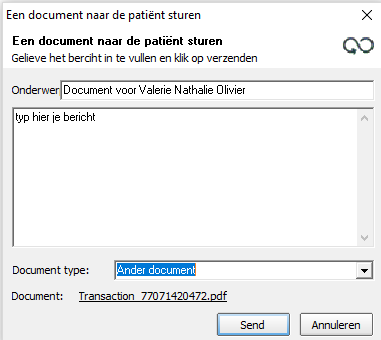 Een document naar de patiënt sturen
Een document naar de patiënt sturen
Gelieve het berciht in te vullen en klik op verzenden
Onderwer Document voor Valerie Nathalie Olivier
typ hier je bericht
Document type: Ander document
Document: Transaction_77071420472.pdf
Send Annuleren